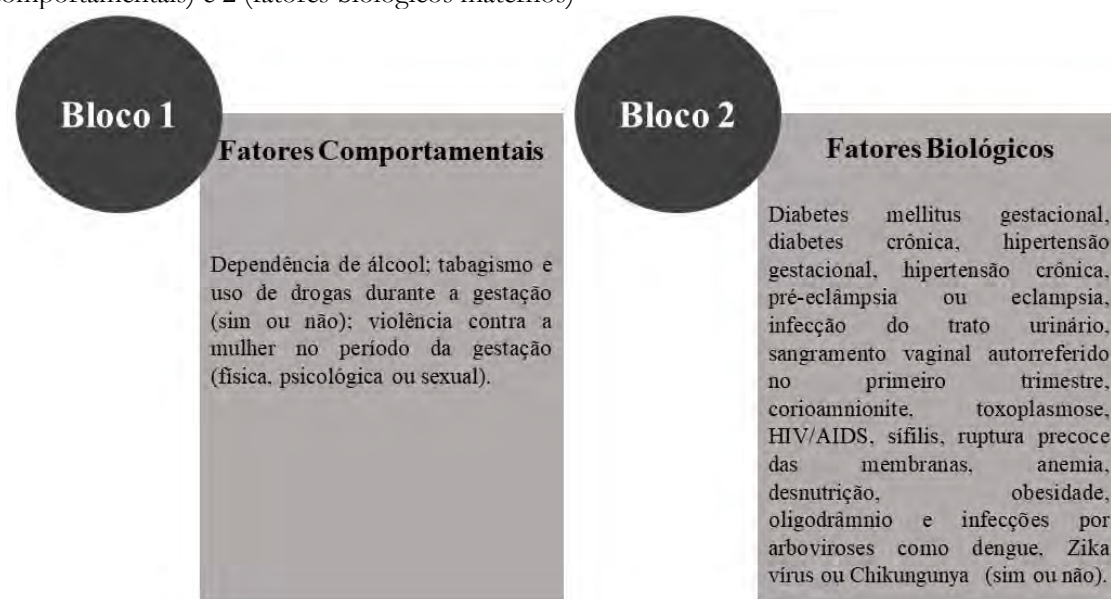 comportamentais) e 2 (fatores biológicos maternos)
Bloco 1
Fatores Comportamentais
Dependência de álcool; tabagismo e
uso de drogas durante a gestação
(sim ou não); violência contra a
mulher no período da gestação
(física, psicológica ou sexual).
Bloco 2
Fatores Biológicos
Diabetes mellitus gestacional,
diabetes crônica, hipertensão
gestacional, hipertensão crônica,
pré-eclâmpsia ou eclampsia,
infecção do trato urinário,
sangramento vaginal autorreferido
no primeiro trimestre,
corioamnionite, toxoplasmose,
HIV/AIDS, sífilis, ruptura precoce
das membranas, anemia,
desnutrição, obesidade,
oligodrâmnio e infecções por
arboviroses como dengue, Zika
vírus ou Chikungunya (sim ou não).